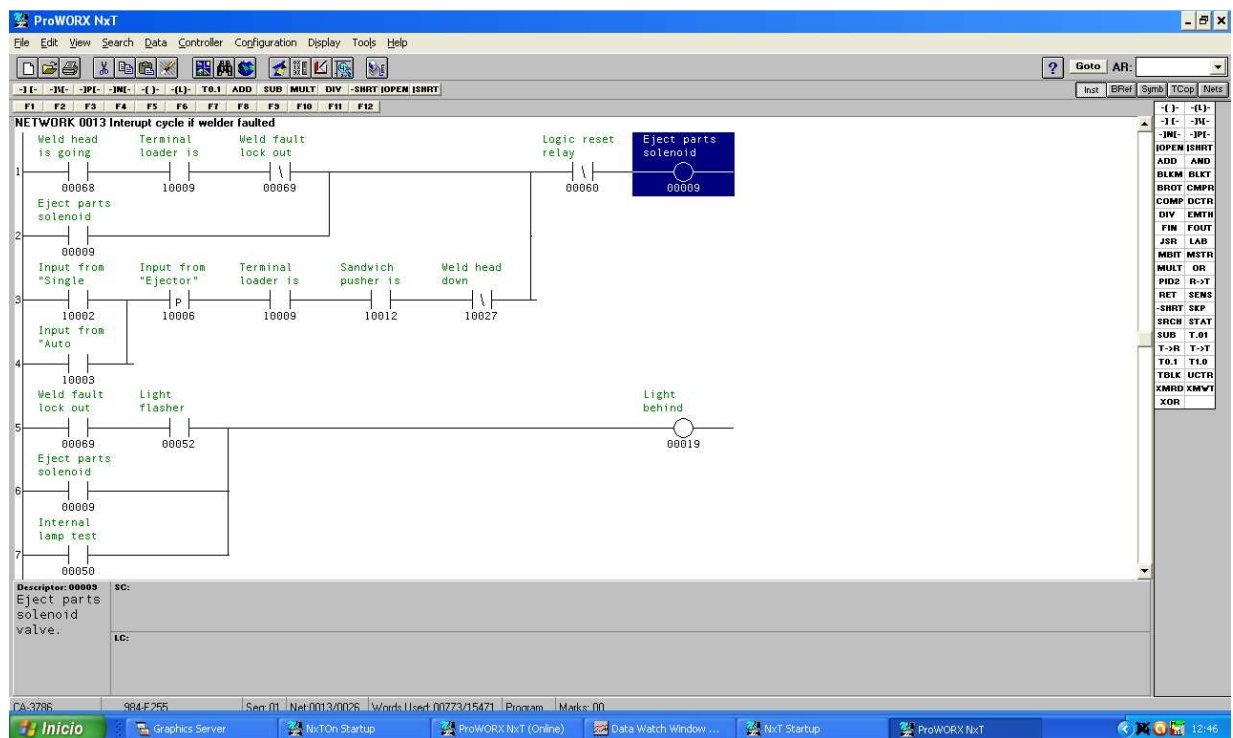 ProWORX NxT
File Edit View Search Data Controller Configuration Display Tools Help
? Goto AR:
-] [- -]\[- -]P[- -]N[- -( )- -(L)- T0.1 ADD SUB MULT DIV -SHRT |OPEN |SHRT
Inst BRef Symb TCop Nets
F1 F2 F3 F4 F5 F6 F7 F8 F9 F10 F11 F12
NETWORK 0013 Interupt cycle if welder faulted
Weld head Terminal Weld fault Logic reset Eject parts
is going loader is lock out relay solenoid
1
00068 10009 00069 00060 00009
Eject parts
solenoid
2
00009
Input from Input from Terminal Sandwich Weld head
"Single "Ejector" loader is pusher is down
3 P
10002 10006 10009 10012 10027
Input from
"Auto
4
10003
Weld fault Light Light
lock out flasher behind
5
00069 00052 00019
Eject parts
solenoid
6
00009
Internal
lamp test
7
00050
-( )- -(L)-
-] [- -]\[-
-]N[- -]P[-
|OPEN |SHRT
ADD AND
BLKM BLKT
BROT CMPR
COMP DCTR
DIV EMTH
FIN FOUT
JSR LAB
MBIT MSTR
MULT OR
PID2 R->T
RET SENS
-SHRT SKP
SRCH STAT
SUB T.01
T->R T->T
T0.1 T1.0
TBLK UCTR
XMRD XMWT
XOR
Descriptor: 00009 SC:
Eject parts
solenoid
valve.
LC:
CA-3786 984-E255 Seg: 01 Net:0013/0026 Words Used: 00773/15471 Program Marks: 00
Inicio Graphics Server NxTOn Startup ProWORX NxT (Online) Data Watch Window ... NxT Startup ProWORX NxT 12:46